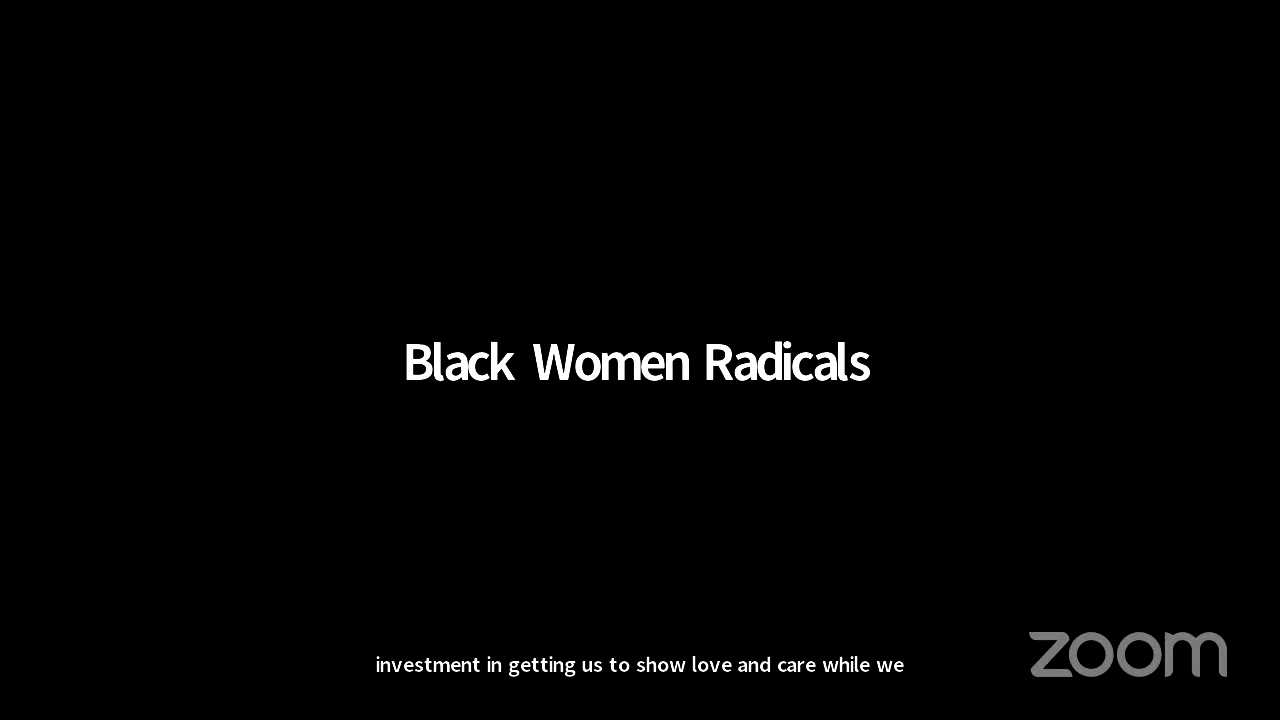 Black Women Radicals
investment in getting us to show love and care while we
zoom